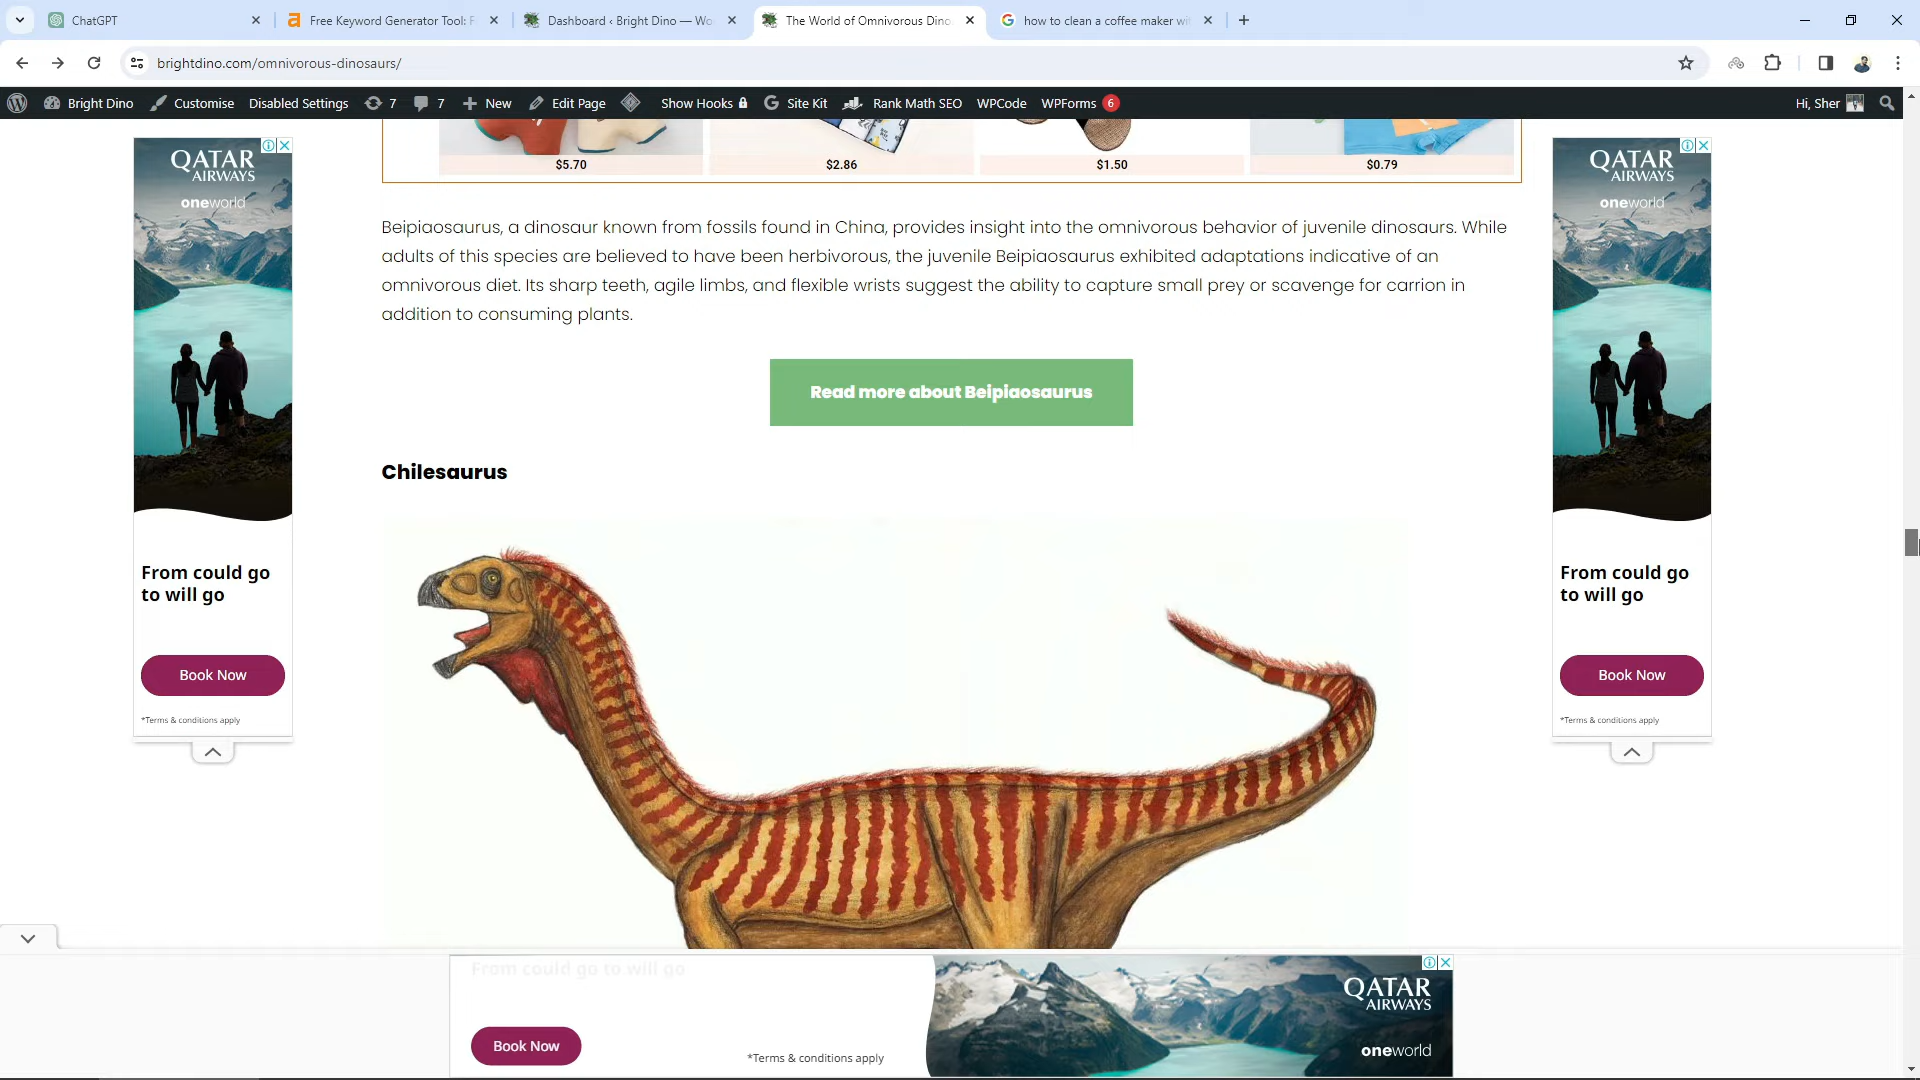 ChatGPT
Free Keyword Generator Tool: F
Dashboard ‹ Bright Dino — Wo
The World of Omnivorous Dino
how to clean a coffee maker wi
brightdino.com/omnivorous-dinosaurs/
Bright Dino
Customise
Disabled Settings
7
7
New
Edit Page
Show Hooks
Site Kit
Rank Math SEO
WPCode
WPForms 6
Hi, Sher
$5.70
$2.86
$1.50
$0.79
QATAR
AIRWAYS
oneworld
From could go
to will go
Book Now
*Terms & conditions apply
Beipiaosaurus, a dinosaur known from fossils found in China, provides insight into the omnivorous behavior of juvenile dinosaurs. While
adults of this species are believed to have been herbivorous, the juvenile Beipiaosaurus exhibited adaptations indicative of an
omnivorous diet. Its sharp teeth, agile limbs, and flexible wrists suggest the ability to capture small prey or scavenge for carrion in
addition to consuming plants.
Read more about Beipiaosaurus
Chilesaurus
QATAR
AIRWAYS
oneworld
From could go
to will go
Book Now
*Terms & conditions apply
From could go to will go
Book Now
*Terms & conditions apply
QATAR
AIRWAYS
oneworld